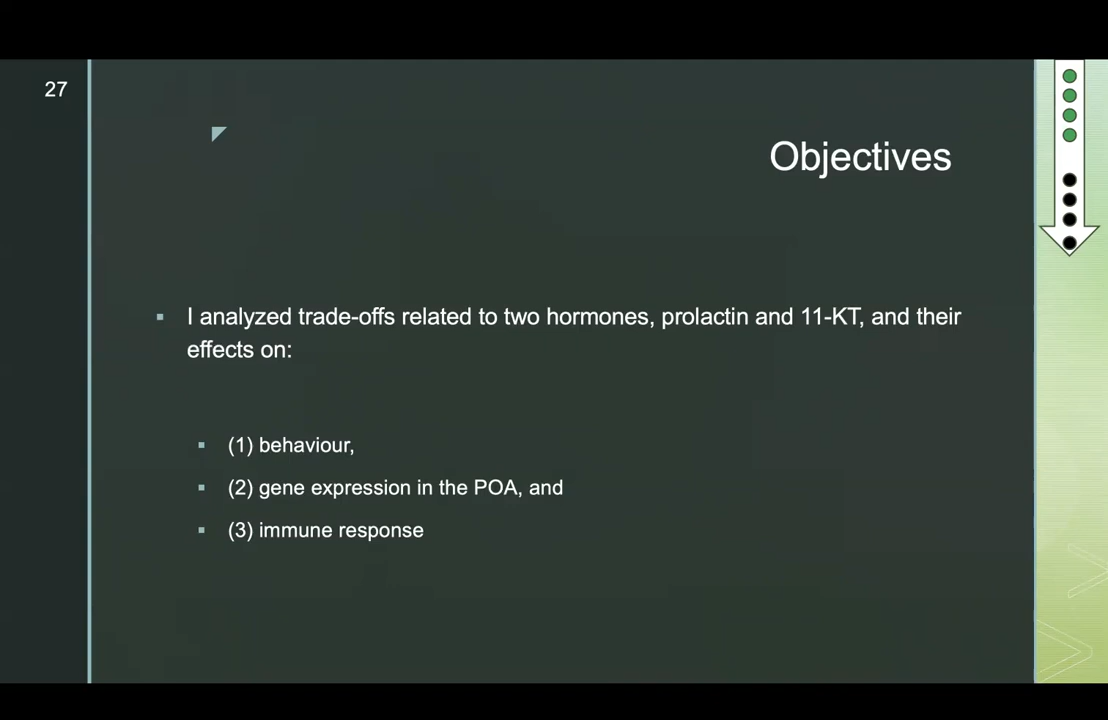 27
Objectives
I analyzed trade-offs related to two hormones, prolactin and 11-KT, and their
effects on:
(1) behaviour,
(2) gene expression in the POA, and
(3) immune response